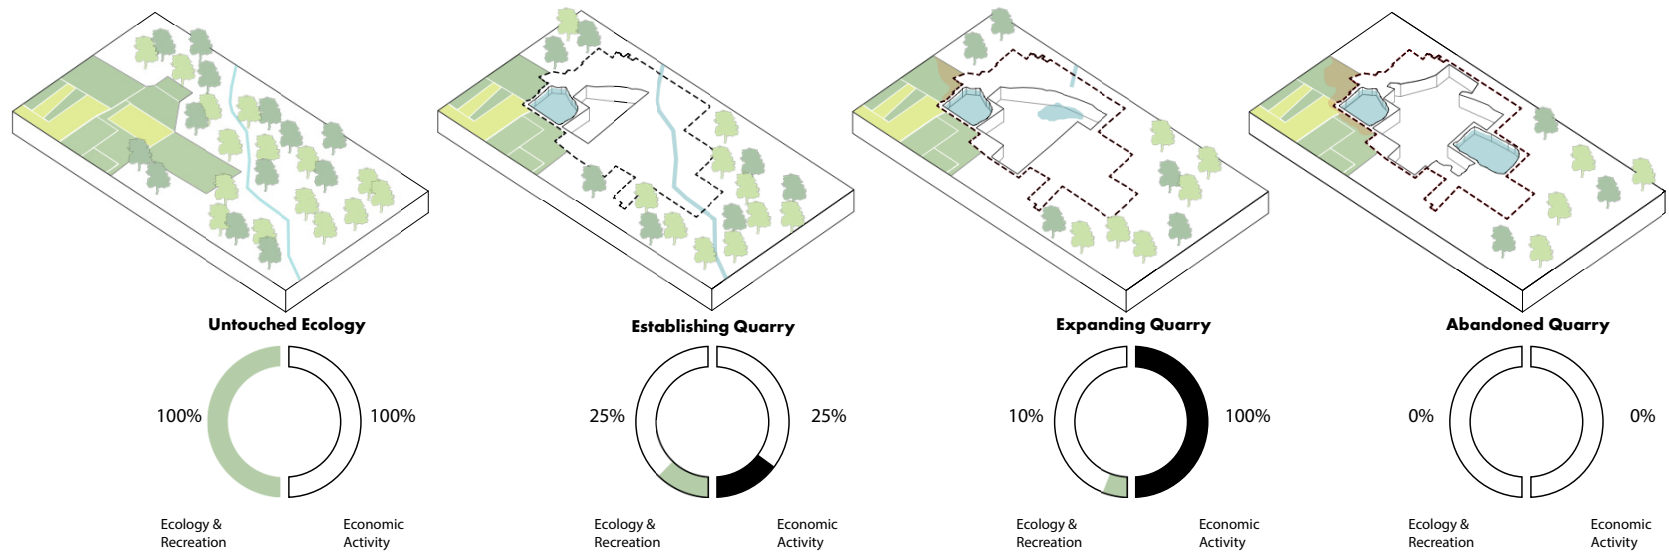 Untouched Ecology
Establishing Quarry
Expanding Quarry
Abandoned Quarry
100%
100%
25%
25%
10%
100%
0%
0%
Ecology &
Recreation
Economic
Activity
Ecology &
Recreation
Economic
Activity
Ecology &
Recreation
Economic
Activity
Ecology &
Recreation
Economic
Activity